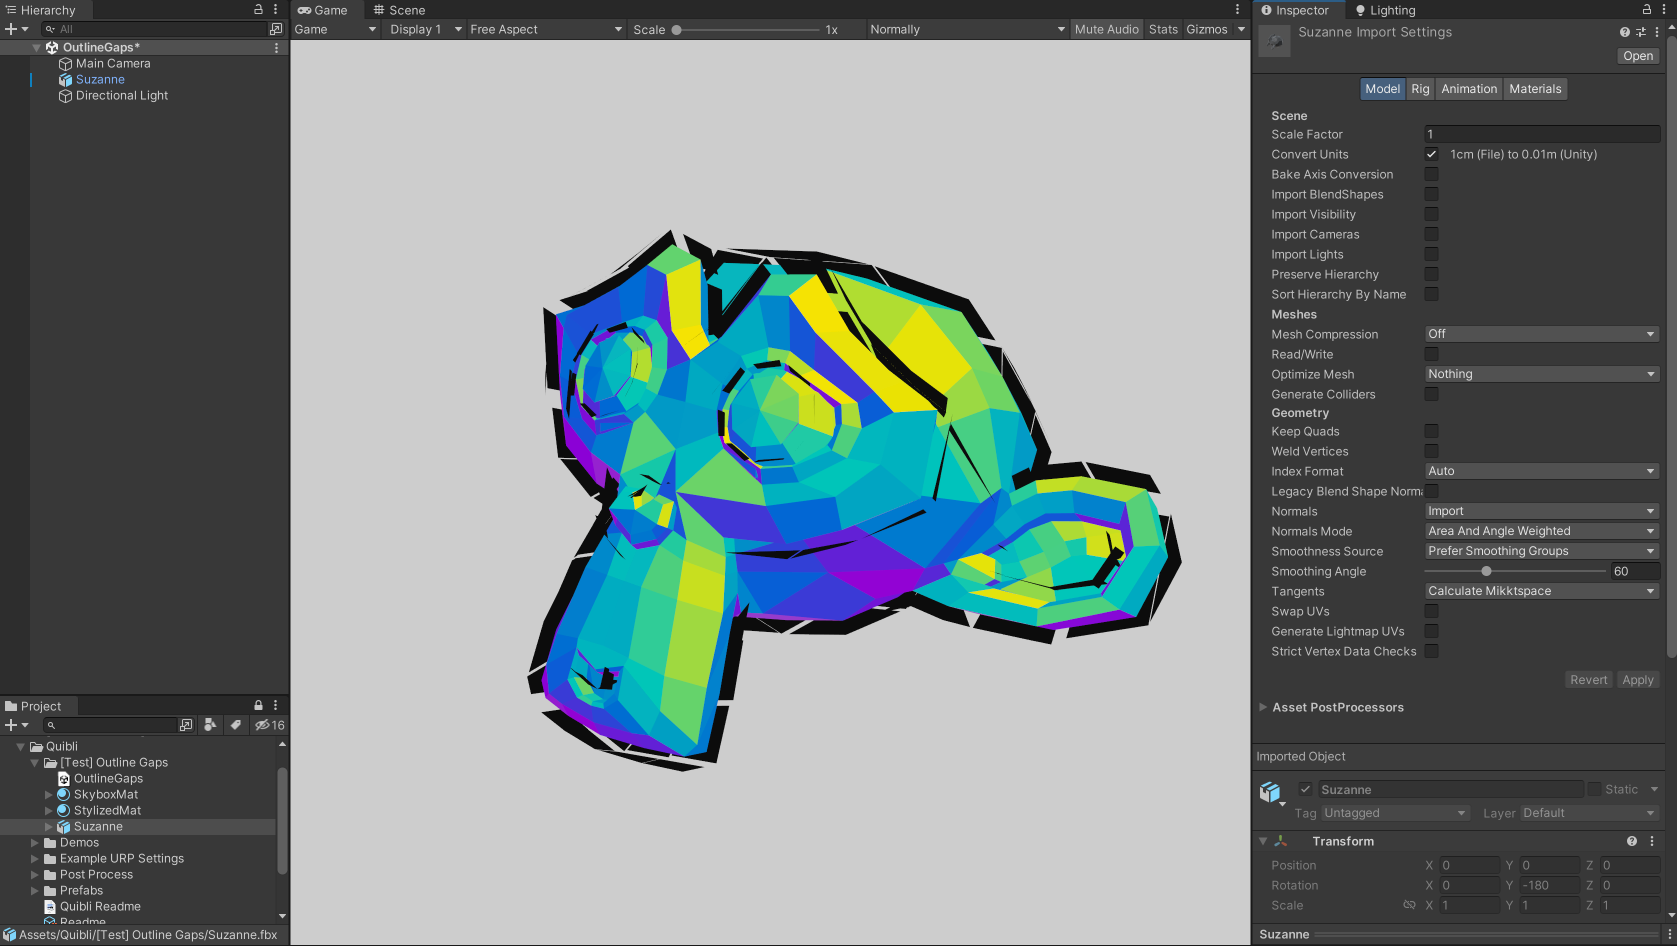 Hierarchy
All
OutlineGaps*
Main Camera
Suzanne
Directional Light
Game
Scene
Game
Display 1
Free Aspect
Scale
1x
Normally
Mute Audio
Stats
Gizmos
Inspector
Lighting
Suzanne Import Settings
Open
Model
Rig
Animation
Materials
Scene
Scale Factor 1
Convert Units 1cm (File) to 0.01m (Unity)
Bake Axis Conversion
Import BlendShapes
Import Visibility
Import Cameras
Import Lights
Preserve Hierarchy
Sort Hierarchy By Name
Meshes
Mesh Compression Off
Read/Write
Optimize Mesh Nothing
Generate Colliders
Geometry
Keep Quads
Weld Vertices
Index Format Auto
Legacy Blend Shape Norma
Normals Import
Normals Mode Area And Angle Weighted
Smoothness Source Prefer Smoothing Groups
Smoothing Angle 60
Tangents Calculate Mikktspace
Swap UVs
Generate Lightmap UVs
Strict Vertex Data Checks
Revert Apply
Asset PostProcessors
Imported Object
Suzanne Static
Tag Untagged Layer Default
Transform
Position X 0 Y 0 Z 0
Rotation X 0 Y -180 Z 0
Scale X 1 Y 1 Z 1
Suzanne
Project
16
Quibli
[Test] Outline Gaps
OutlineGaps
SkyboxMat
StylizedMat
Suzanne
Demos
Example URP Settings
Post Process
Prefabs
Quibli Readme
Readme
Assets/Quibli/[Test] Outline Gaps/Suzanne.fbx